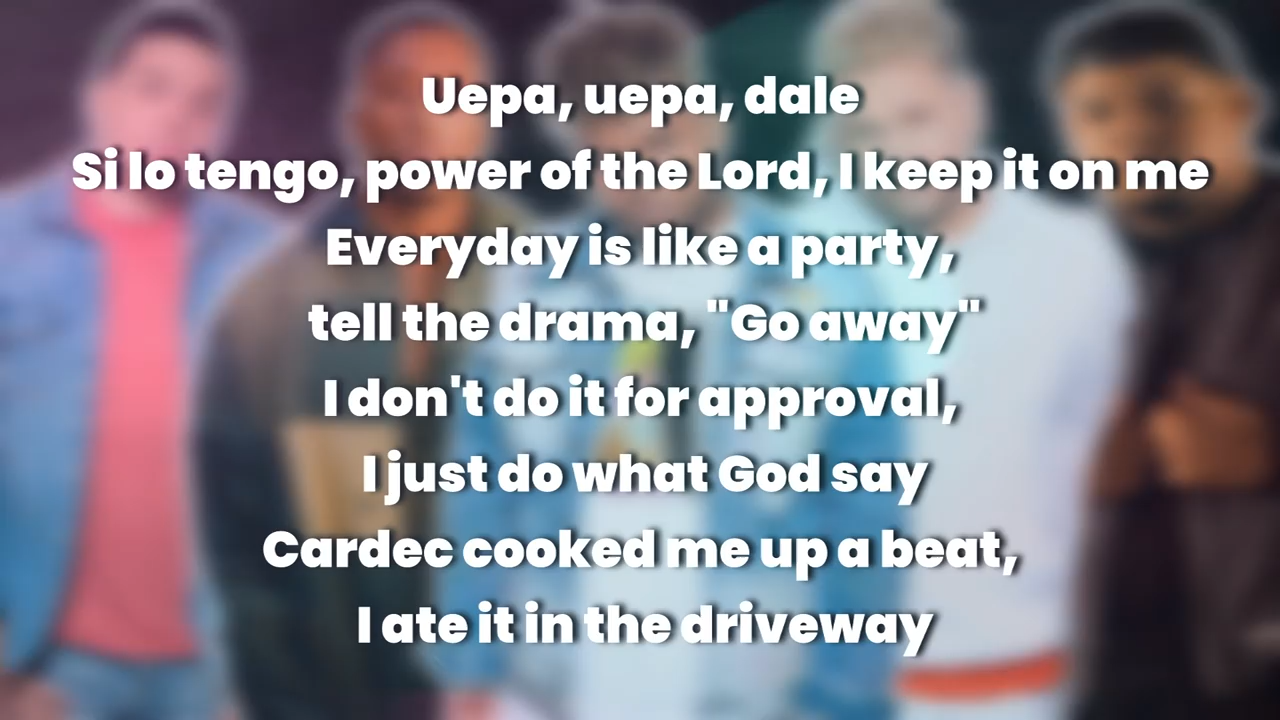 Uepa, uepa, dale
Si lo tengo, power of the Lord, I keep it on me
Everyday is like a party,
tell the drama, "Go away"
I don't do it for approval,
I just do what God say
Cardec cooked me up a beat,
I ate it in the driveway